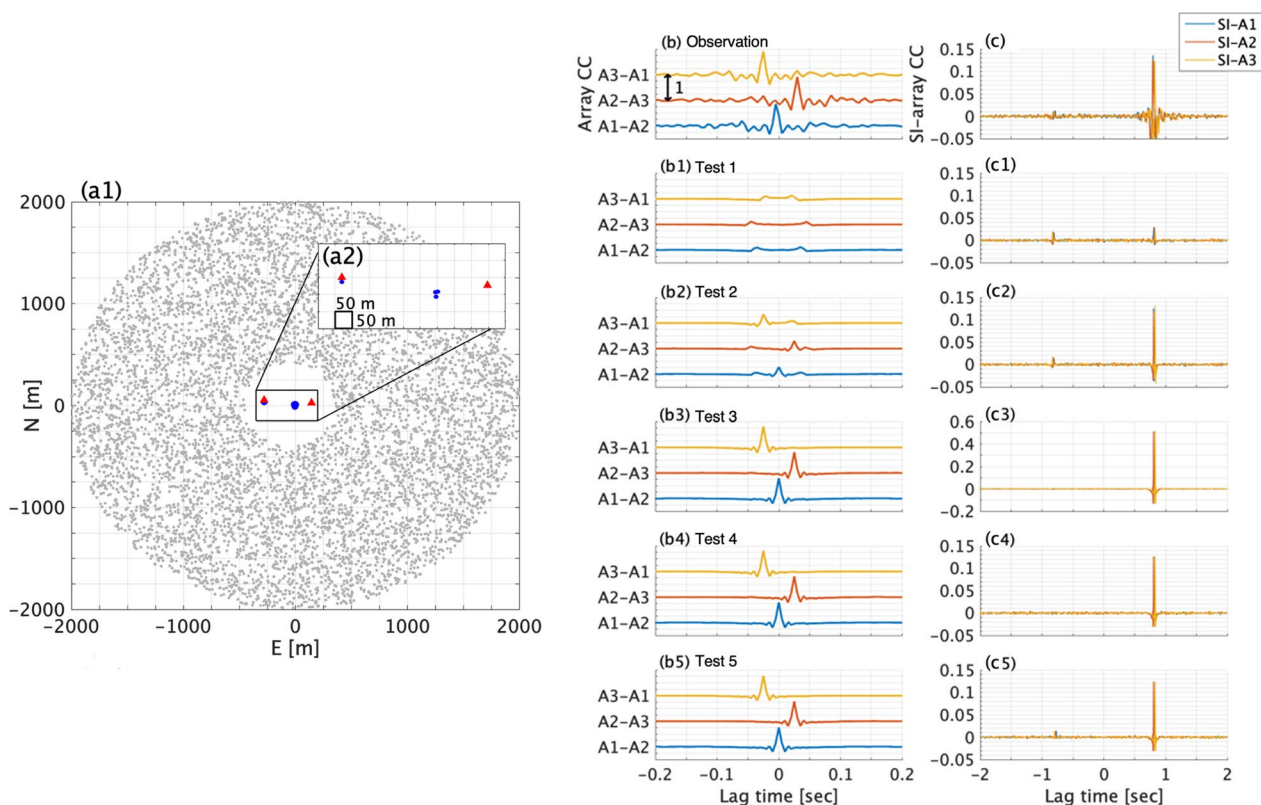 (a1)
2000
1000
0
-1000
-2000
N [m]
-2000
-1000
0
1000
2000
E [m]
(a2)
50 m
50 m
(b) Observation
Array CC
A3-A1
A2-A3
A1-A2
1
(c)
SI-array CC
0.15
0.1
0.05
0
-0.05
SI-A1
SI-A2
SI-A3
(b1) Test 1
A3-A1
A2-A3
A1-A2
(c1)
0.15
0.1
0.05
0
-0.05
(b2) Test 2
A3-A1
A2-A3
A1-A2
(c2)
0.15
0.1
0.05
0
-0.05
(b3) Test 3
A3-A1
A2-A3
A1-A2
(c3)
0.6
0.4
0.2
0
-0.2
(b4) Test 4
A3-A1
A2-A3
A1-A2
(c4)
0.15
0.1
0.05
0
-0.05
(b5) Test 5
A3-A1
A2-A3
A1-A2
-0.2
-0.1
0
0.1
0.2
Lag time [sec]
(c5)
0.15
0.1
0.05
0
-0.05
-2
-1
0
1
2
Lag time [sec]